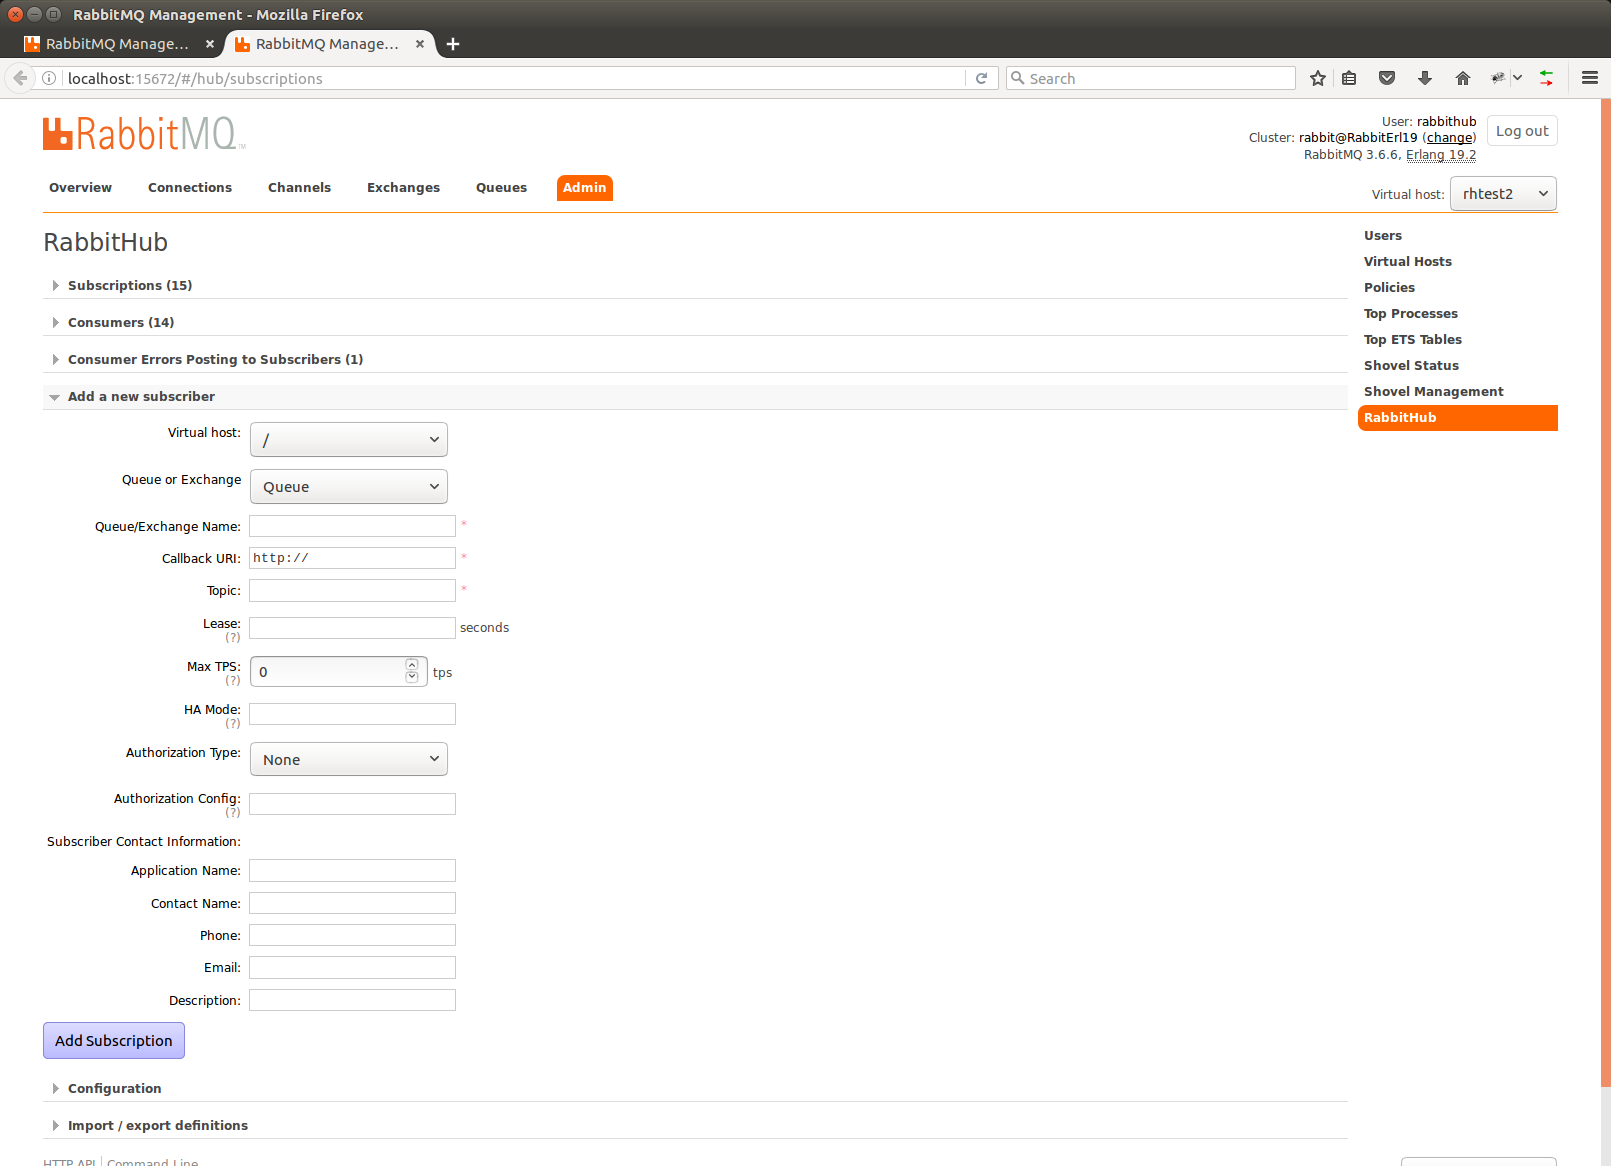 RabbitMQ Management - Mozilla Firefox
RabbitMQ Manage... × RabbitMQ Manage... ×
localhost:15672/#/hub/subscriptions
Search
RabbitMQ™
User: rabbithub
Cluster: rabbit@RabbitErl19 (change)
RabbitMQ 3.6.6, Erlang 19.2
Log out
Overview Connections Channels Exchanges Queues Admin
Virtual host: rhtest2
RabbitHub
Subscriptions (15)
Consumers (14)
Consumer Errors Posting to Subscribers (1)
Add a new subscriber
Virtual host: /
Queue or Exchange Queue
Queue/Exchange Name: *
Callback URI: http:// *
Topic: *
Lease: seconds
(?)
Max TPS: 0 tps
(?)
HA Mode:
(?)
Authorization Type: None
Authorization Config:
(?)
Subscriber Contact Information:
Application Name:
Contact Name:
Phone:
Email:
Description:
Add Subscription
Configuration
Import / export definitions
HTTP API Command Line
Users
Virtual Hosts
Policies
Top Processes
Top ETS Tables
Shovel Status
Shovel Management
RabbitHub